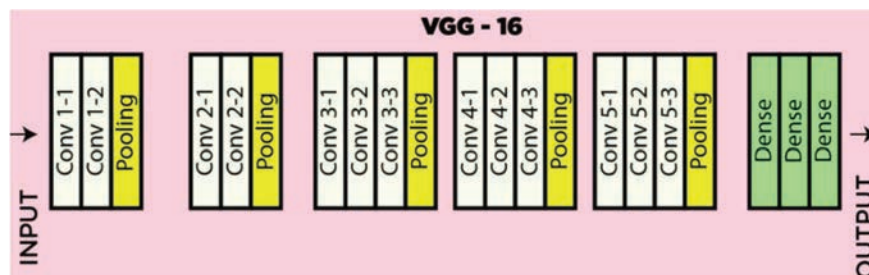 VGG - 16
INPUT
Conv 1-1
Conv 1-2
Pooling
Conv 2-1
Conv 2-2
Pooling
Conv 3-1
Conv 3-2
Conv 3-3
Pooling
Conv 4-1
Conv 4-2
Conv 4-3
Pooling
Conv 5-1
Conv 5-2
Conv 5-3
Pooling
Dense
Dense
Dense
OUTPUT